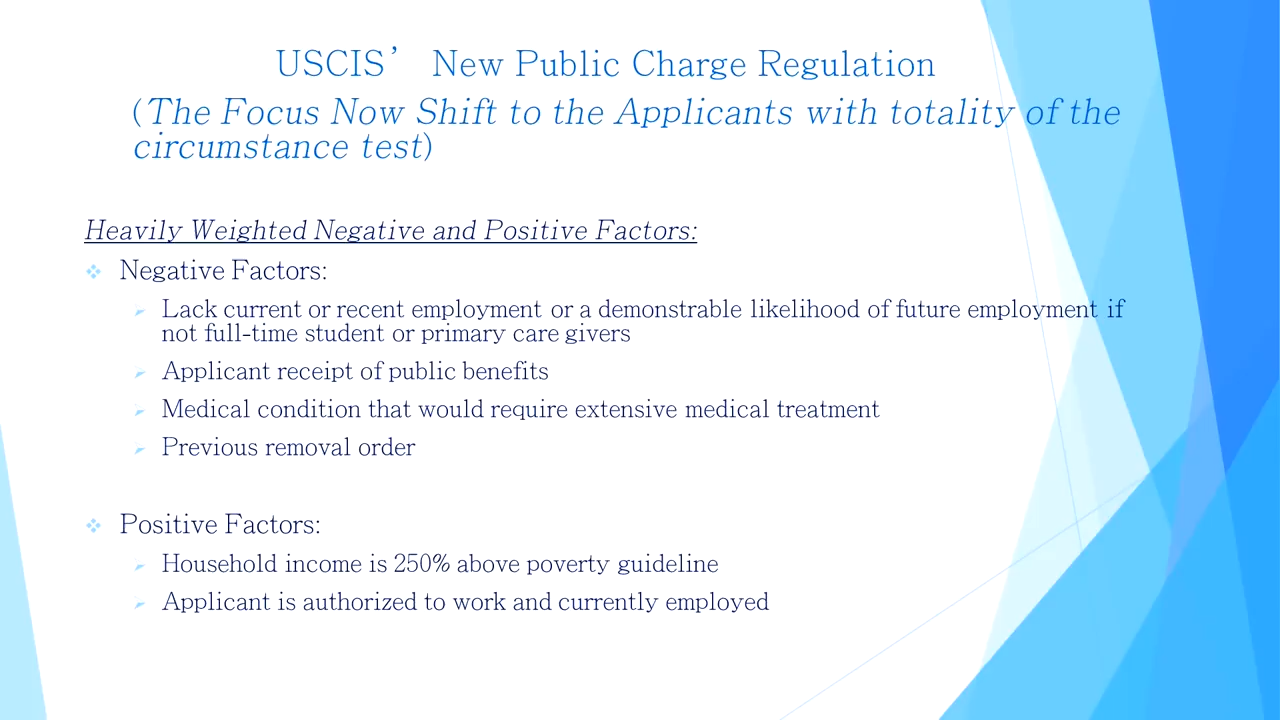 USCIS’ New Public Charge Regulation
(The Focus Now Shift to the Applicants with totality of the
circumstance test)
Heavily Weighted Negative and Positive Factors:
Negative Factors:
Lack current or recent employment or a demonstrable likelihood of future employment if
not full-time student or primary care givers
Applicant receipt of public benefits
Medical condition that would require extensive medical treatment
Previous removal order
Positive Factors:
Household income is 250% above poverty guideline
Applicant is authorized to work and currently employed